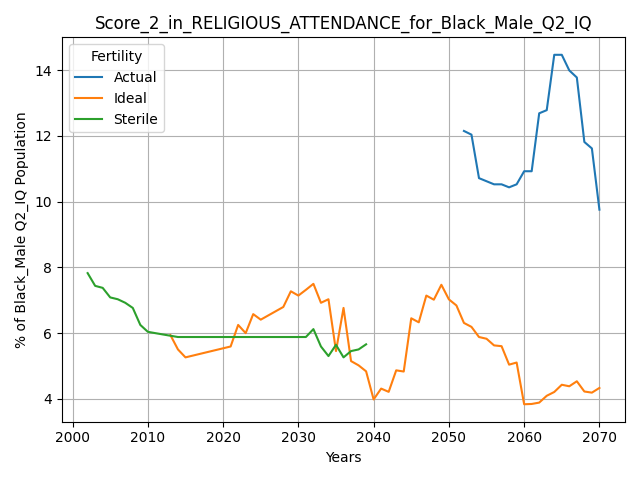 Score_2_in_RELIGIOUS_ATTENDANCE_for_Black_Male_Q2_IQ
Fertility
Actual
Ideal
Sterile
% of Black_Male Q2_IQ Population
14
12
10
8
6
4
2000 2010 2020 2030 2040 2050 2060 2070
Years